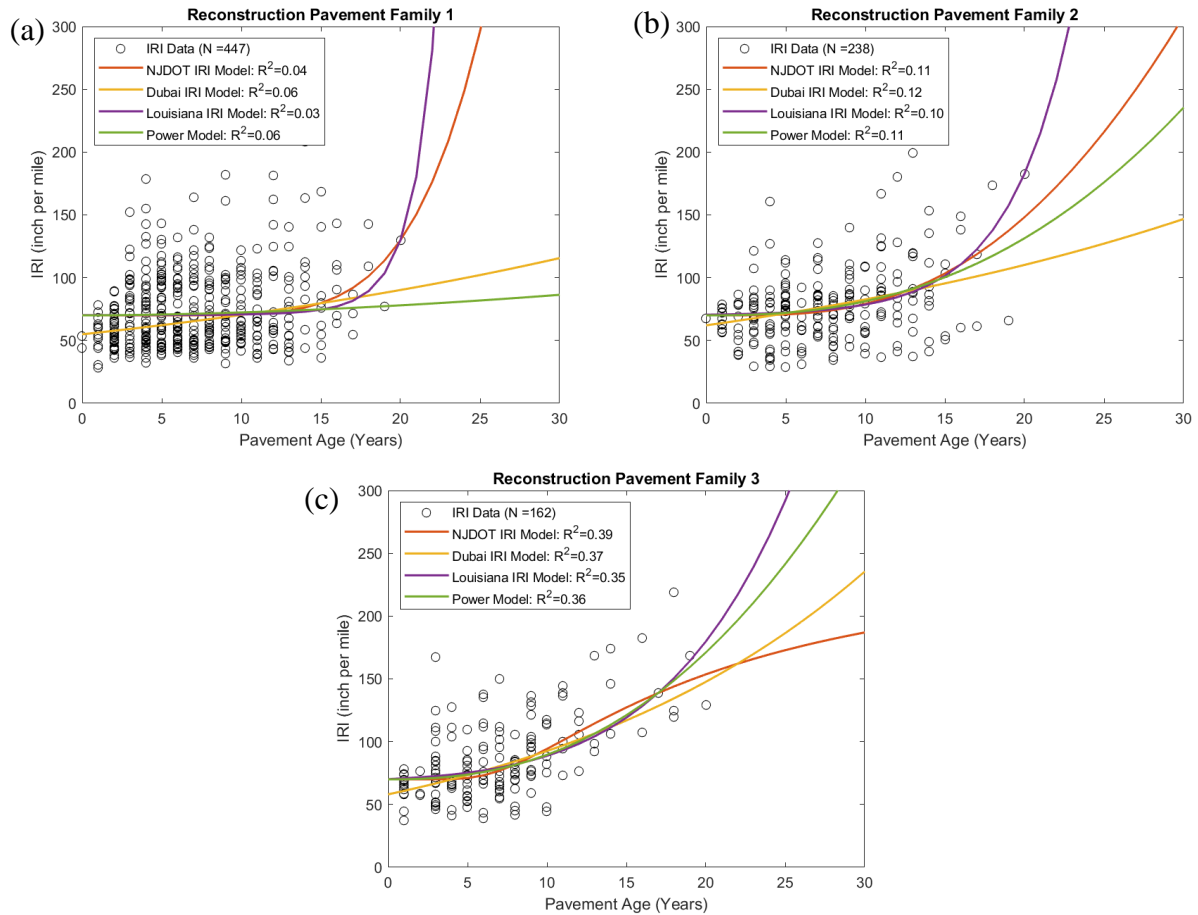 (a)
Reconstruction Pavement Family 1
IRI Data (N =447)
NJDOT IRI Model: R²=0.04
Dubai IRI Model: R²=0.06
Louisiana IRI Model: R²=0.03
Power Model: R²=0.06
300
250
200
150
100
50
0
IRI (inch per mile)
0 5 10 15 20 25 30
Pavement Age (Years)
(b)
Reconstruction Pavement Family 2
IRI Data (N =238)
NJDOT IRI Model: R²=0.11
Dubai IRI Model: R²=0.12
Louisiana IRI Model: R²=0.10
Power Model: R²=0.11
300
250
200
150
100
50
0
IRI (inch per mile)
0 5 10 15 20 25 30
Pavement Age (Years)
(c)
Reconstruction Pavement Family 3
IRI Data (N =162)
NJDOT IRI Model: R²=0.39
Dubai IRI Model: R²=0.37
Louisiana IRI Model: R²=0.35
Power Model: R²=0.36
300
250
200
150
100
50
0
IRI (inch per mile)
0 5 10 15 20 25 30
Pavement Age (Years)